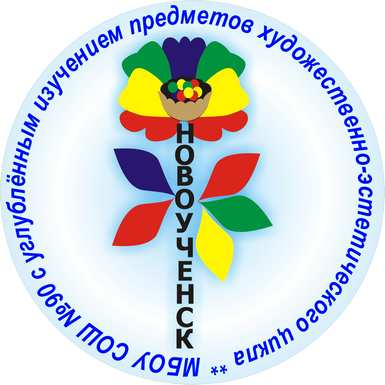 МБОУ СОШ №90 с углублённым изучением предметов художественно-эстетического цикла **
НОВОУЧЕНСК